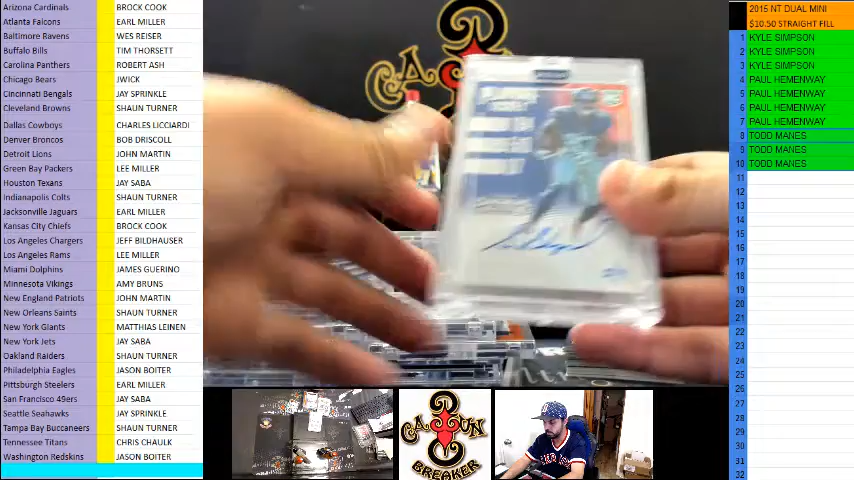 Arizona Cardinals BROCK COOK
Atlanta Falcons EARL MILLER
Baltimore Ravens WES REISER
Buffalo Bills TIM THORSETT
Carolina Panthers ROBERT ASH
Chicago Bears JWICK
Cincinnati Bengals JAY SPRINKLE
Cleveland Browns SHAUN TURNER
Dallas Cowboys CHARLES LICCIARDI
Denver Broncos BOB DRISCOLL
Detroit Lions JOHN MARTIN
Green Bay Packers LEE MILLER
Houston Texans JAY SABA
Indianapolis Colts SHAUN TURNER
Jacksonville Jaguars EARL MILLER
Kansas City Chiefs BROCK COOK
Los Angeles Chargers JEFF BILDHAUSER
Los Angeles Rams LEE MILLER
Miami Dolphins JAMES GUERINO
Minnesota Vikings AMY BRUNS
New England Patriots JOHN MARTIN
New Orleans Saints SHAUN TURNER
New York Giants MATTHIAS LEINEN
New York Jets JAY SABA
Oakland Raiders SHAUN TURNER
Philadelphia Eagles JASON BOITER
Pittsburgh Steelers EARL MILLER
San Francisco 49ers JAY SABA
Seattle Seahawks JAY SPRINKLE
Tampa Bay Buccaneers SHAUN TURNER
Tennessee Titans CHRIS CHAULK
Washington Redskins JASON BOITER
CAJUN
BREAKER
2015 NT DUAL MINI
$10.50 STRAIGHT FILL
1 KYLE SIMPSON
2 KYLE SIMPSON
3 KYLE SIMPSON
4 PAUL HEMENWAY
5 PAUL HEMENWAY
6 PAUL HEMENWAY
7 PAUL HEMENWAY
8 TODD MANES
9 TODD MANES
10 TODD MANES
11
12
13
14
15
16
17
18
19
20
21
22
23
24
25
26
27
28
29
30
31
32